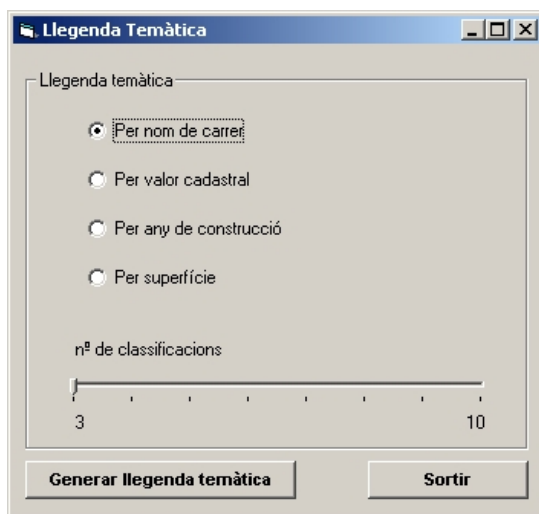 Llegenda Temàtica
Llegenda temàtica
Per nom de carrer
Per valor cadastral
Per any de construcció
Per superfície
nº de classificacions
3 10
Generar llegenda temàtica Sortir